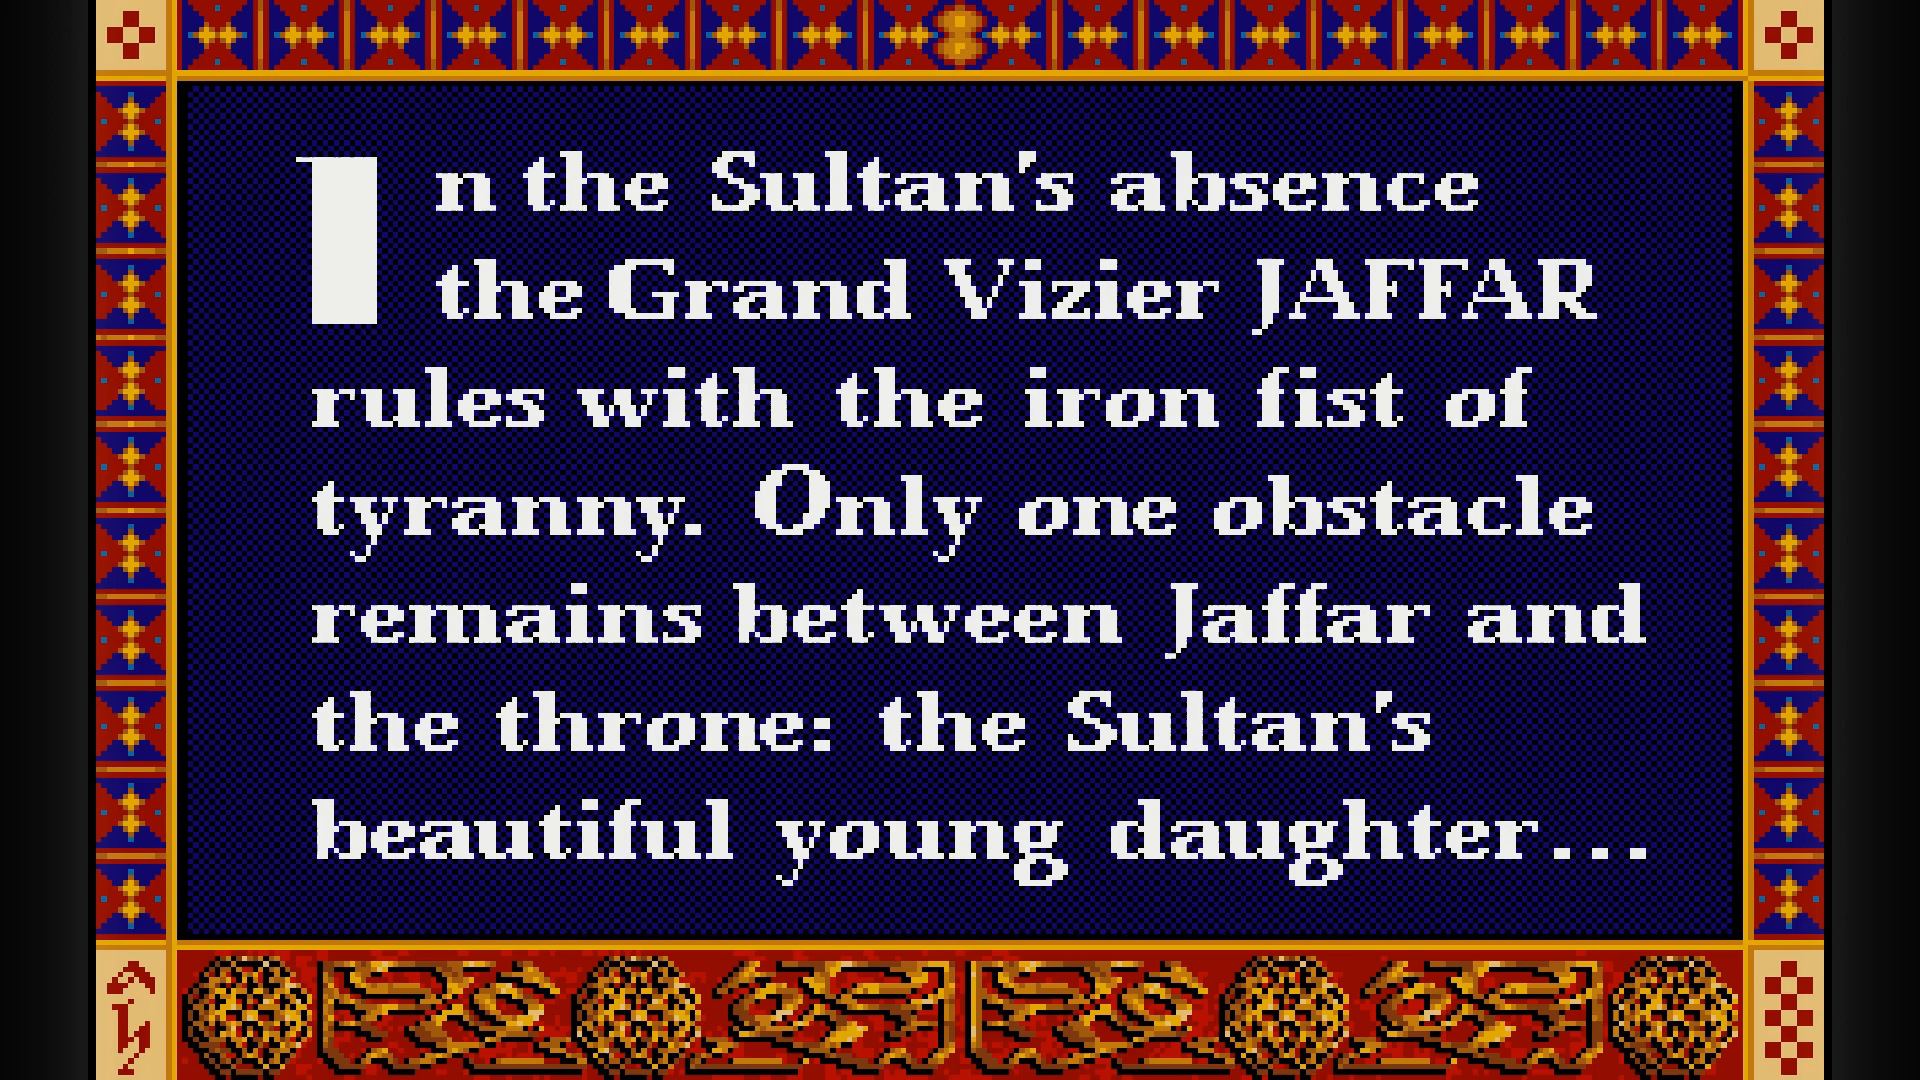 In the Sultan's absence
the Grand Vizier JAFFAR
rules with the iron fist of
tyranny. Only one obstacle
remains between Jaffar and
the throne: the Sultan's
beautiful young daughter...